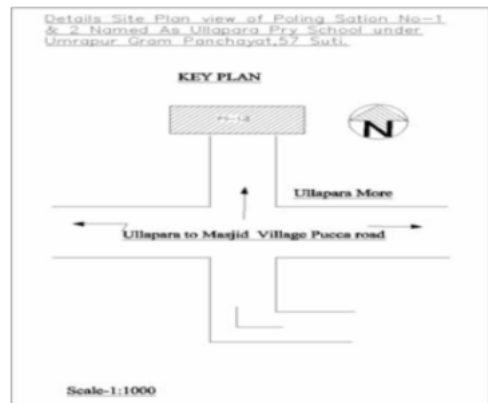 Details Site Plan view of Poling Sation No-1
& 2 Named As Ullapara Pry School under
Umrapur Gram Panchayat,57 Suti.
KEY PLAN
N
Ullapara More
Ullapara to Masjid Village Pucca road
Scale-1:1000